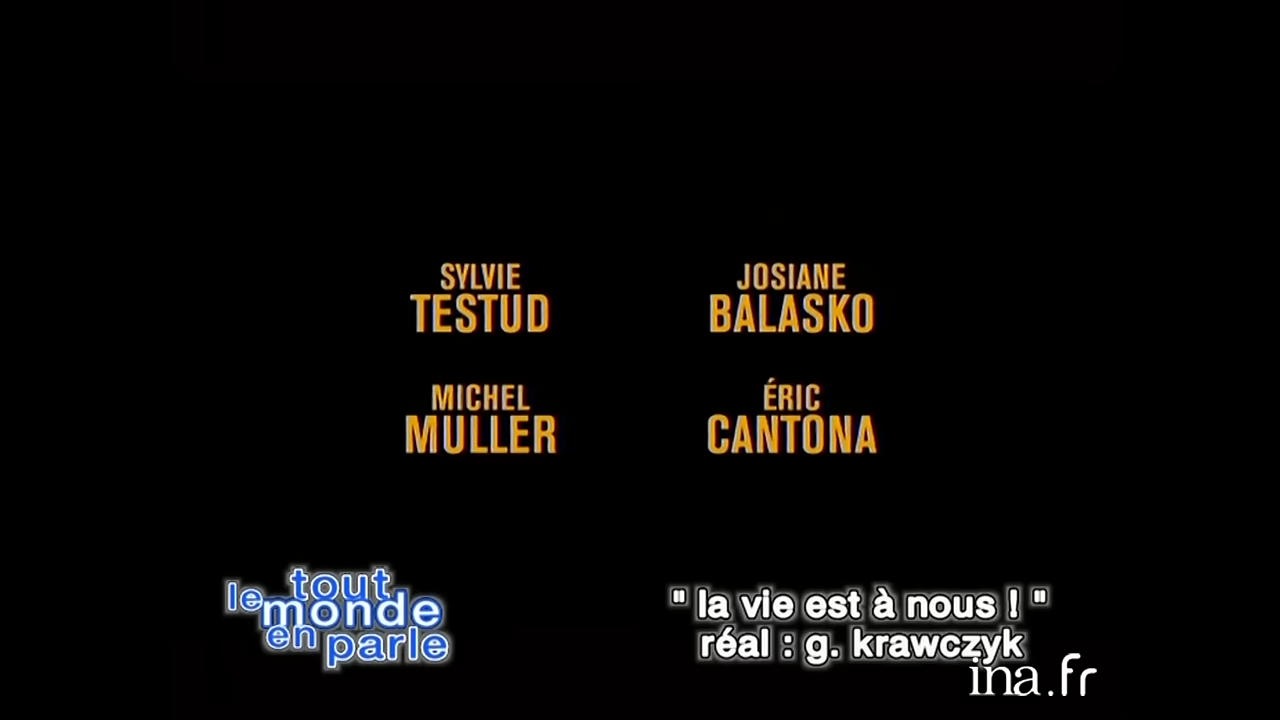 SYLVIE
TESTUD
JOSIANE
BALASKO
MICHEL
MULLER
ÉRIC
CANTONA
tout
le monde
en parle
" la vie est à nous ! "
réal : g. krawczyk
ina.fr